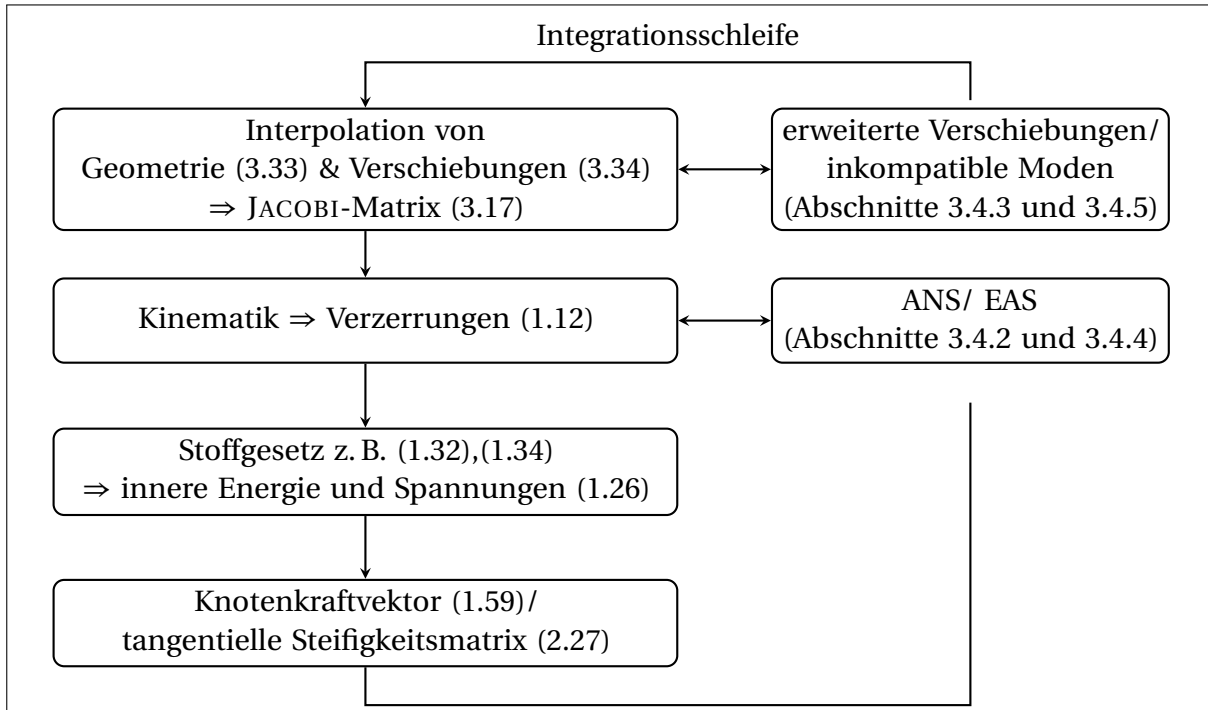 Integrationsschleife
Interpolation von
Geometrie (3.33) & Verschiebungen (3.34)
⇒ JACOBI-Matrix (3.17)
erweiterte Verschiebungen/
inkompatible Moden
(Abschnitte 3.4.3 und 3.4.5)
Kinematik ⇒ Verzerrungen (1.12)
ANS/ EAS
(Abschnitte 3.4.2 und 3.4.4)
Stoffgesetz z. B. (1.32),(1.34)
⇒ innere Energie und Spannungen (1.26)
Knotenkraftvektor (1.59)/
tangentielle Steifigkeitsmatrix (2.27)